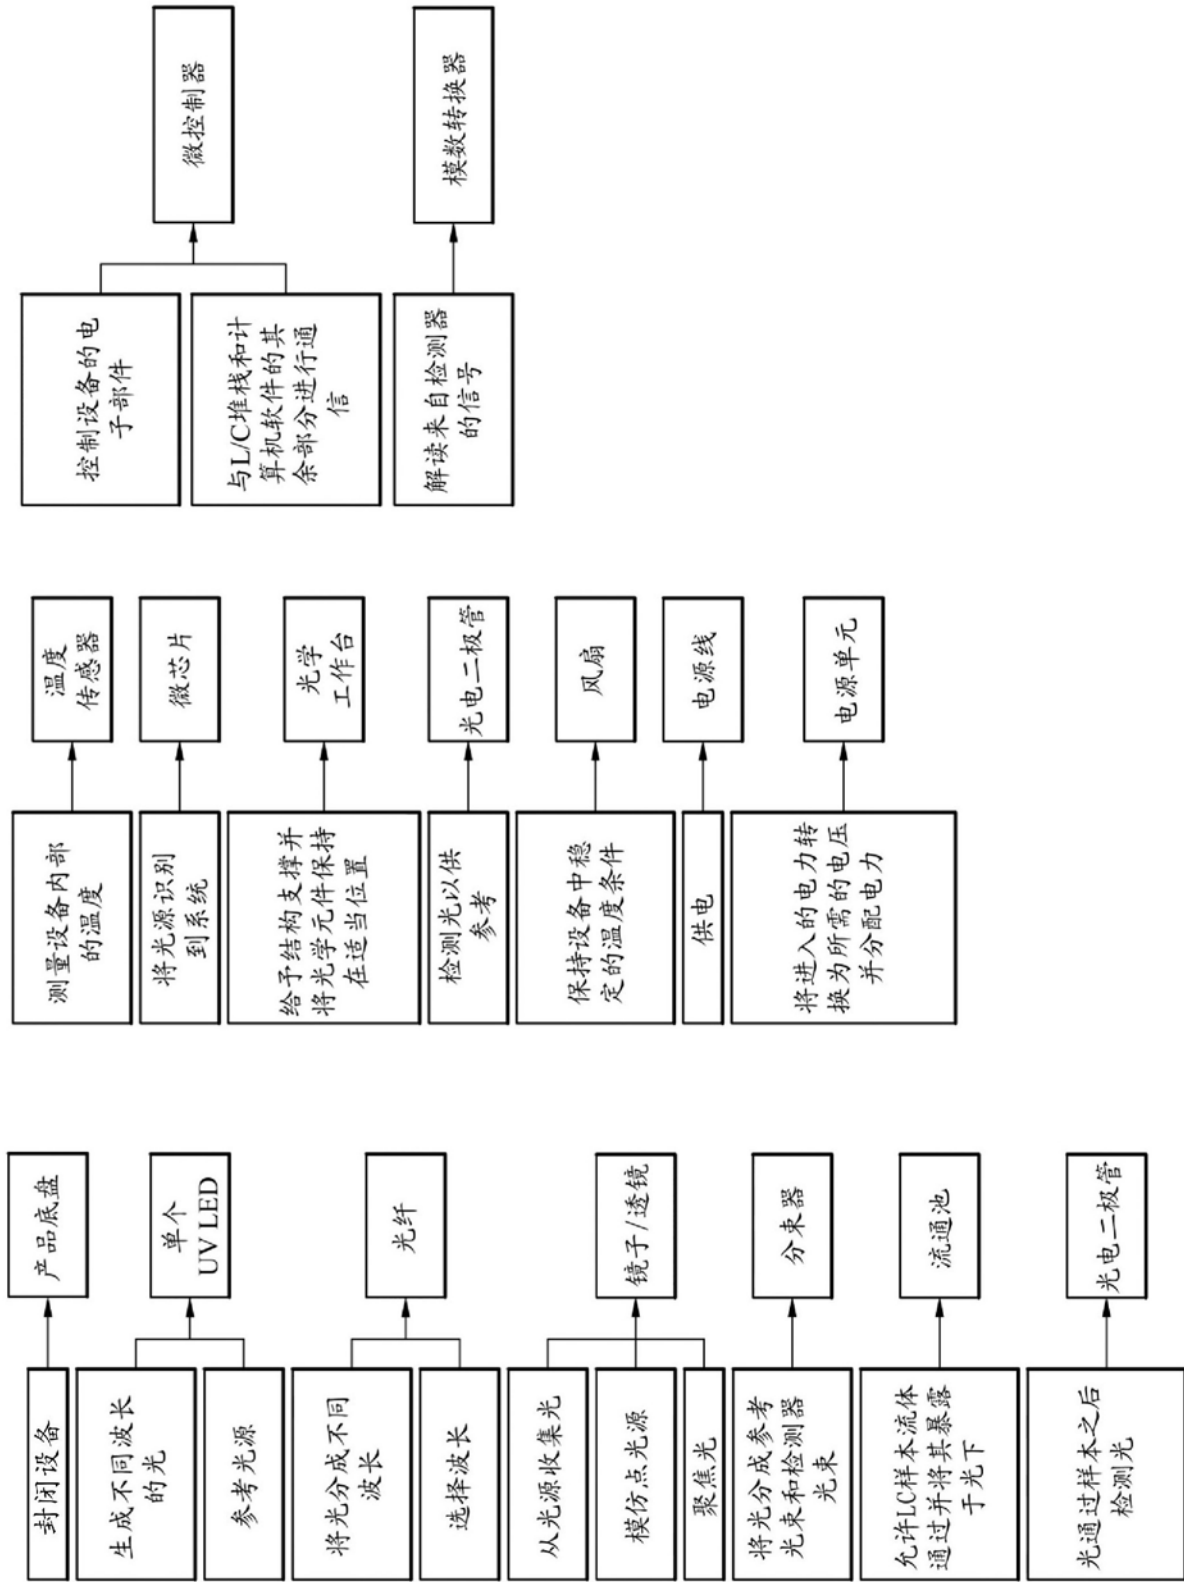 封闭设备
产品底盘
生成不同波长
的光
参考光源
单个
UV LED
将光分成不同
波长
选择波长
光纤
从光源收集光
模仿点光源
聚焦光
镜子/透镜
将光分成参考
光束和检测器
光束
分束器
允许LC样本流体
通过并将其暴露
于光下
流通池
光通过样本之后
检测光
光电二极管
测量设备内部
的温度
温度
传感器
将光源识别
到系统
微芯片
给予结构支撑并
将光学元件保持
在适当位置
光学
工作台
检测光以供
参考
光电二极管
保持设备中稳
定的温度条件
风扇
供电
电源线
将进入的电力转
换为所需的电压
并分配电力
电源单元
控制设备的电
子部件
与L/C堆栈和计
算机软件的其
余部分进行通
信
微控制器
解读来自检测器
的信号
模数转换器